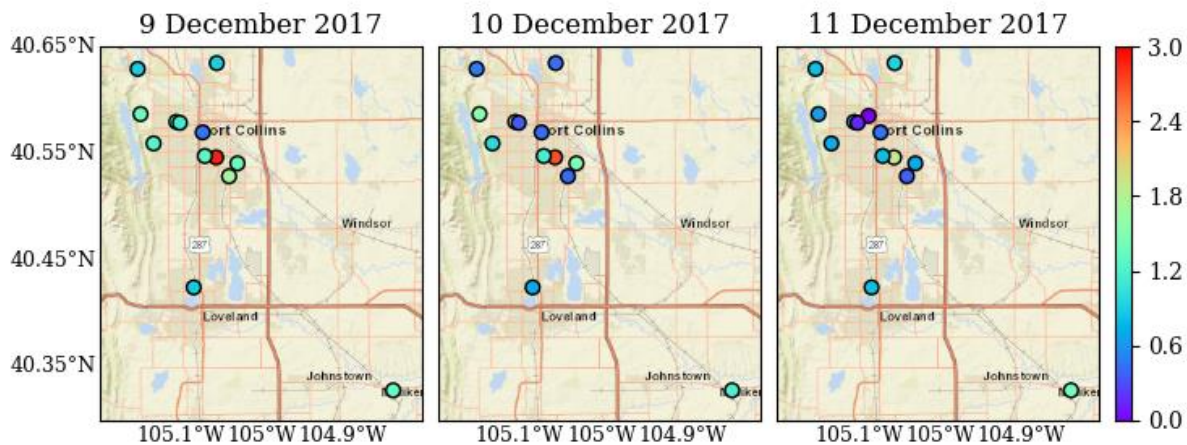 9 December 2017 10 December 2017 11 December 2017
40.65°N
40.55°N
40.45°N
40.35°N
ort Collins
Windsor
287
Loveland
Johnstown
ort Collins
Windsor
287
Loveland
Johnstown
ort Collins
Windsor
287
Loveland
Johnstown
3.0
2.4
1.8
1.2
0.6
0.0
105.1°W 105°W 104.9°W 105.1°W 105°W 104.9°W 105.1°W 105°W 104.9°W